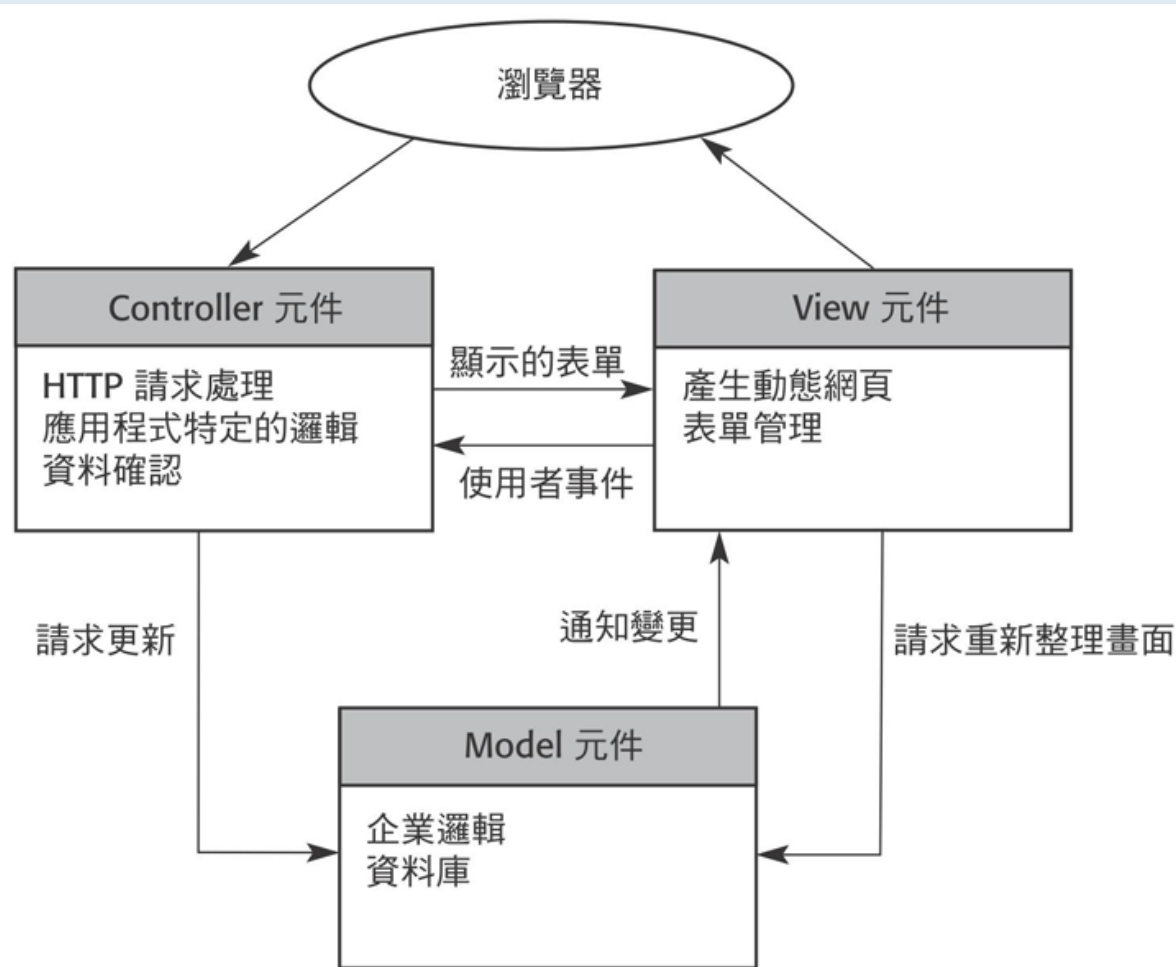 瀏覽器
Controller 元件
HTTP 請求處理
應用程式特定的邏輯
資料確認
顯示的表單
使用者事件
View 元件
產生動態網頁
表單管理
請求更新
通知變更
請求重新整理畫面
Model 元件
企業邏輯
資料庫